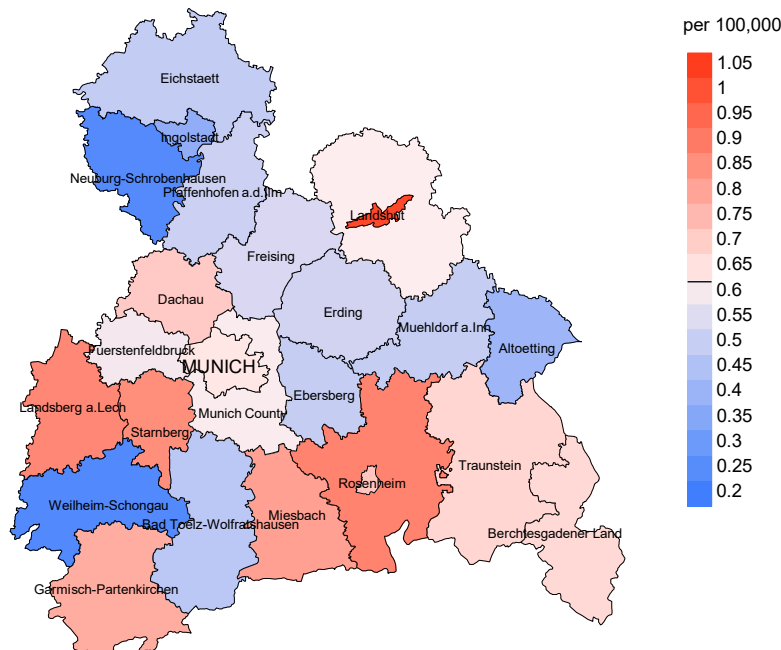 per 100,000
1.05
1
0.95
0.9
0.85
0.8
0.75
0.7
0.65
0.6
0.55
0.5
0.45
0.4
0.35
0.3
0.25
0.2
Eichstaett
Ingolstadt
Neuburg-Schrobenhausen
Pfaffenhofen a.d.Ilm
Landshut
Freising
Dachau
Erding
Muehldorf a.Inn
Altoetting
Fuerstenfeldbruck
MUNICH
Ebersberg
Landsberg a.Lech
Munich County
Starnberg
Traunstein
Rosenheim
Weilheim-Schongau
Miesbach
Bad Toelz-Wolfratshausen
Berchtesgadener Land
Garmisch-Partenkirchen